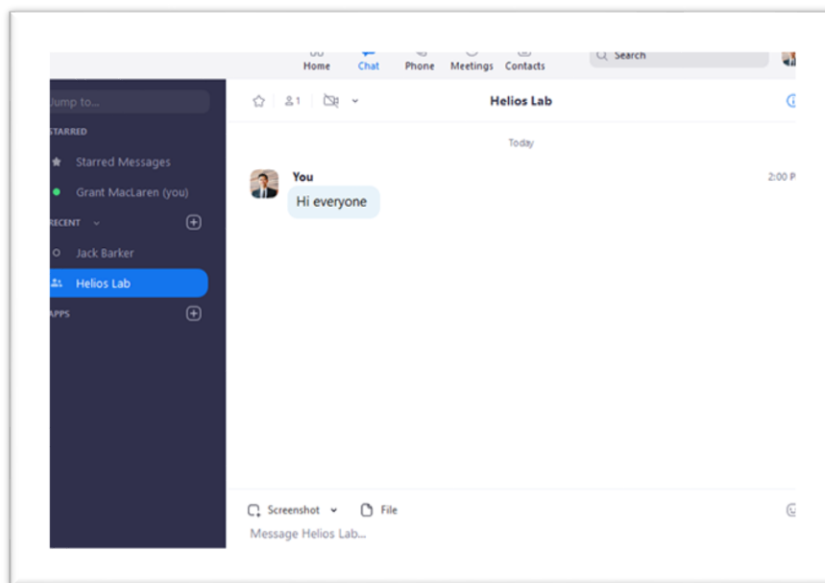 Home Chat Phone Meetings Contacts Search
Jump to...
STARRED
Starred Messages
Grant MacLaren (you)
RECENT
Jack Barker
Helios Lab
APPS
1 Helios Lab
Today
You 2:00 P
Hi everyone
Screenshot File
Message Helios Lab...